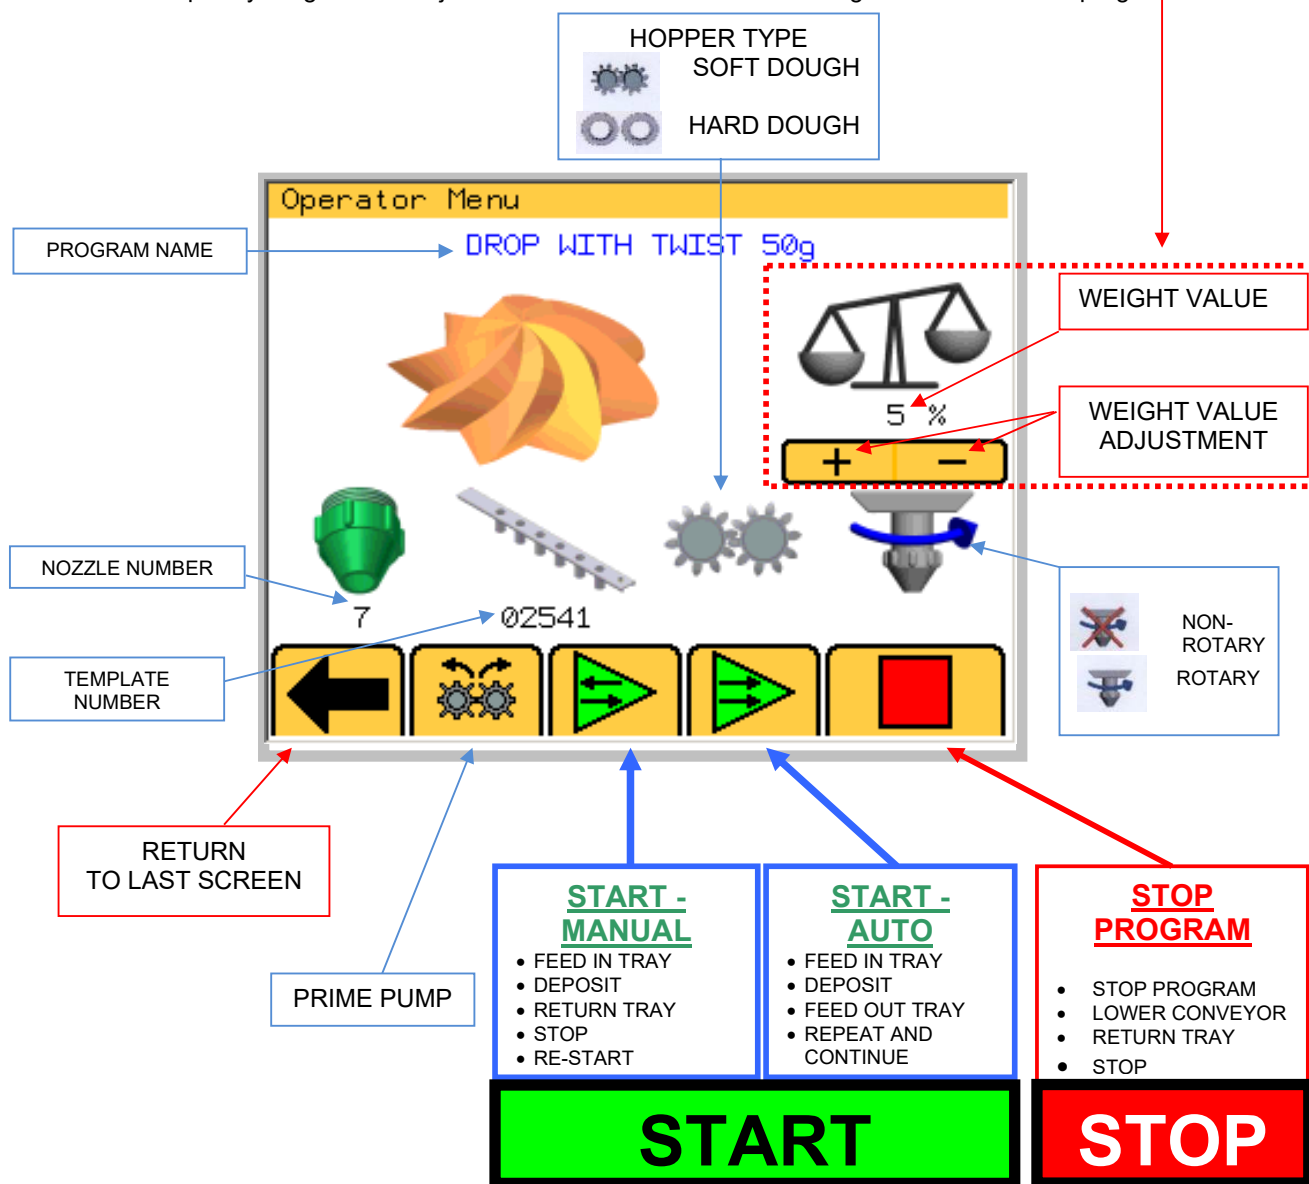 HOPPER TYPE
SOFT DOUGH
HARD DOUGH
Operator Menu
PROGRAM NAME
DROP WITH TWIST 50g
WEIGHT VALUE
5 %
WEIGHT VALUE
ADJUSTMENT
+ −
NOZZLE NUMBER
7
02541
TEMPLATE
NUMBER
NON-
ROTARY
ROTARY
RETURN
TO LAST SCREEN
PRIME PUMP
START -
MANUAL
• FEED IN TRAY
• DEPOSIT
• RETURN TRAY
• STOP
• RE-START
START -
AUTO
• FEED IN TRAY
• DEPOSIT
• FEED OUT TRAY
• REPEAT AND
CONTINUE
STOP
PROGRAM
• STOP PROGRAM
• LOWER CONVEYOR
• RETURN TRAY
• STOP
START
STOP